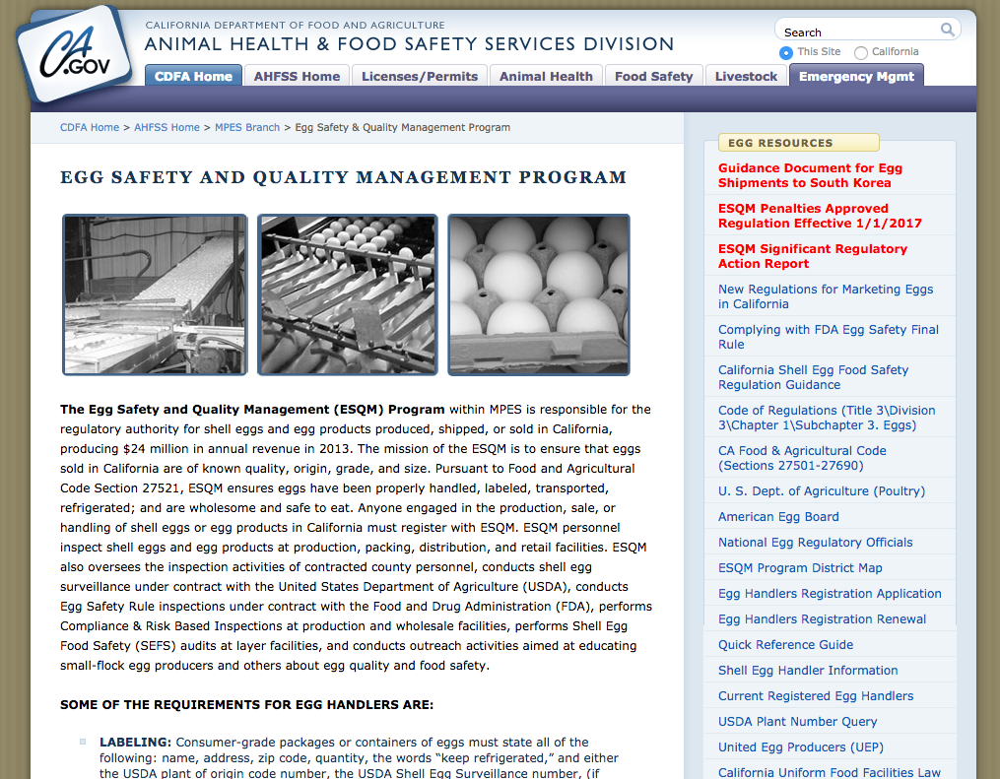 CA
.GOV
CALIFORNIA DEPARTMENT OF FOOD AND AGRICULTURE
ANIMAL HEALTH & FOOD SAFETY SERVICES DIVISION
Search
This Site California
CDFA Home AHFSS Home Licenses/Permits Animal Health Food Safety Livestock Emergency Mgmt
CDFA Home > AHFSS Home > MPES Branch > Egg Safety & Quality Management Program
EGG SAFETY AND QUALITY MANAGEMENT PROGRAM
The Egg Safety and Quality Management (ESQM) Program within MPES is responsible for the
regulatory authority for shell eggs and egg products produced, shipped, or sold in California,
producing $24 million in annual revenue in 2013. The mission of the ESQM is to ensure that eggs
sold in California are of known quality, origin, grade, and size. Pursuant to Food and Agricultural
Code Section 27521, ESQM ensures eggs have been properly handled, labeled, transported,
refrigerated; and are wholesome and safe to eat. Anyone engaged in the production, sale, or
handling of shell eggs or egg products in California must register with ESQM. ESQM personnel
inspect shell eggs and egg products at production, packing, distribution, and retail facilities. ESQM
also oversees the inspection activities of contracted county personnel, conducts shell egg
surveillance under contract with the United States Department of Agriculture (USDA), conducts
Egg Safety Rule inspections under contract with the Food and Drug Administration (FDA), performs
Compliance & Risk Based Inspections at production and wholesale facilities, performs Shell Egg
Food Safety (SEFS) audits at layer facilities, and conducts outreach activities aimed at educating
small-flock egg producers and others about egg quality and food safety.
SOME OF THE REQUIREMENTS FOR EGG HANDLERS ARE:
LABELING: Consumer-grade packages or containers of eggs must state all of the
following: name, address, zip code, quantity, the words “keep refrigerated,” and either
the USDA plant of origin code number, the USDA Shell Egg Surveillance number, (if
EGG RESOURCES
Guidance Document for Egg
Shipments to South Korea
ESQM Penalties Approved
Regulation Effective 1/1/2017
ESQM Significant Regulatory
Action Report
New Regulations for Marketing Eggs
in California
Complying with FDA Egg Safety Final
Rule
California Shell Egg Food Safety
Regulation Guidance
Code of Regulations (Title 3\Division
3\Chapter 1\Subchapter 3. Eggs)
CA Food & Agricultural Code
(Sections 27501-27690)
U. S. Dept. of Agriculture (Poultry)
American Egg Board
National Egg Regulatory Officials
ESQM Program District Map
Egg Handlers Registration Application
Egg Handlers Registration Renewal
Quick Reference Guide
Shell Egg Handler Information
Current Registered Egg Handlers
USDA Plant Number Query
United Egg Producers (UEP)
California Uniform Food Facilities Law